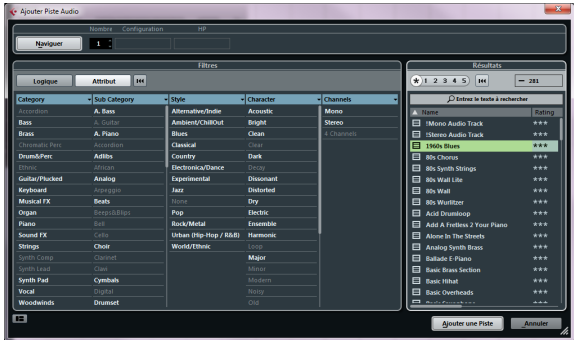 Ajouter Piste Audio
Nombre Configuration HP
Naviguer 1
Filtres
Logique Attribut
Category Sub Category Style Character Channels
Accordion A. Bass Alternative/Indie Acoustic Mono
Bass A. Guitar Ambient/ChillOut Bright Stereo
Brass A. Piano Blues Clean 4 Channels
Chromatic Perc Accordion Classical Clear
Drum&Perc Adlibs Country Dark
Ethnic African Electronica/Dance Decay
Guitar/Plucked Analog Experimental Dissonant
Keyboard Arpeggio Jazz Distorted
Musical FX Beats None Dry
Organ Beeps&Blips Pop Electric
Piano Bell Rock/Metal Ensemble
Sound FX Cello Urban (Hip-Hop / R&B) Harmonic
Strings Choir World/Ethnic Loop
Synth Comp Clarinet Major
Synth Lead Clavi Minor
Synth Pad Cymbals Modern
Vocal Digital Noisy
Woodwinds Drumset Old
Résultats
1 2 3 4 5 281
Entrez le texte à rechercher
Name Rating
!Mono Audio Track ***
!Stereo Audio Track ***
1960s Blues ***
80s Chorus ***
80s Synth Strings ***
80s Wall Lite ***
80s Wall ***
80s Wurlitzer ***
Acid Drumloop ***
Add A Fretless 2 Your Piano ***
Alone In The Streets ***
Analog Synth Brass ***
Ballade E-Piano ***
Basic Brass Section ***
Basic Hihat ***
Basic Overheads ***
Ajouter une Piste Annuler